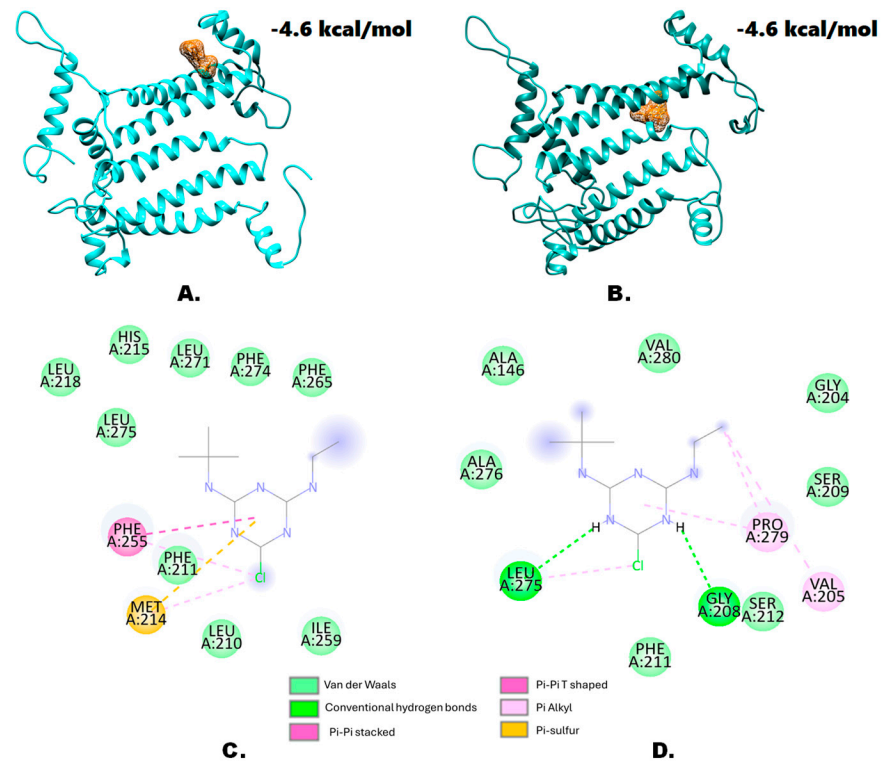 -4.6 kcal/mol
-4.6 kcal/mol
A.
B.
HIS
A:215
LEU
A:271
PHE
A:274
PHE
A:265
LEU
A:218
LEU
A:275
PHE
A:255
PHE
A:211
MET
A:214
LEU
A:210
ILE
A:259
N
N
N
N
N
Cl
ALA
A:146
VAL
A:280
GLY
A:204
ALA
A:276
SER
A:209
PRO
A:279
LEU
A:275
GLY
A:208
SER
A:212
VAL
A:205
PHE
A:211
N
N
N
H
N
N
H
Cl
Van der Waals
Conventional hydrogen bonds
Pi-Pi stacked
Pi-Pi T shaped
Pi Alkyl
Pi-sulfur
C.
D.